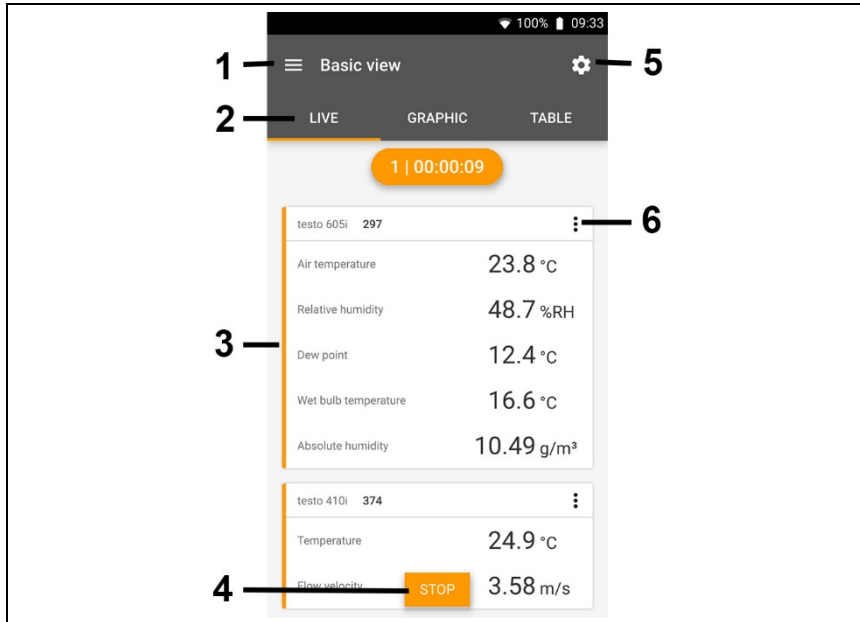 100% 09:33
1 Basic view 5
2 LIVE GRAPHIC TABLE
1 | 00:00:09
testo 605i 297 6
Air temperature 23.8 °C
Relative humidity 48.7 %RH
3
Dew point 12.4 °C
Wet bulb temperature 16.6 °C
Absolute humidity 10.49 g/m³
testo 410i 374
Temperature 24.9 °C
4 Flow velocity STOP 3.58 m/s